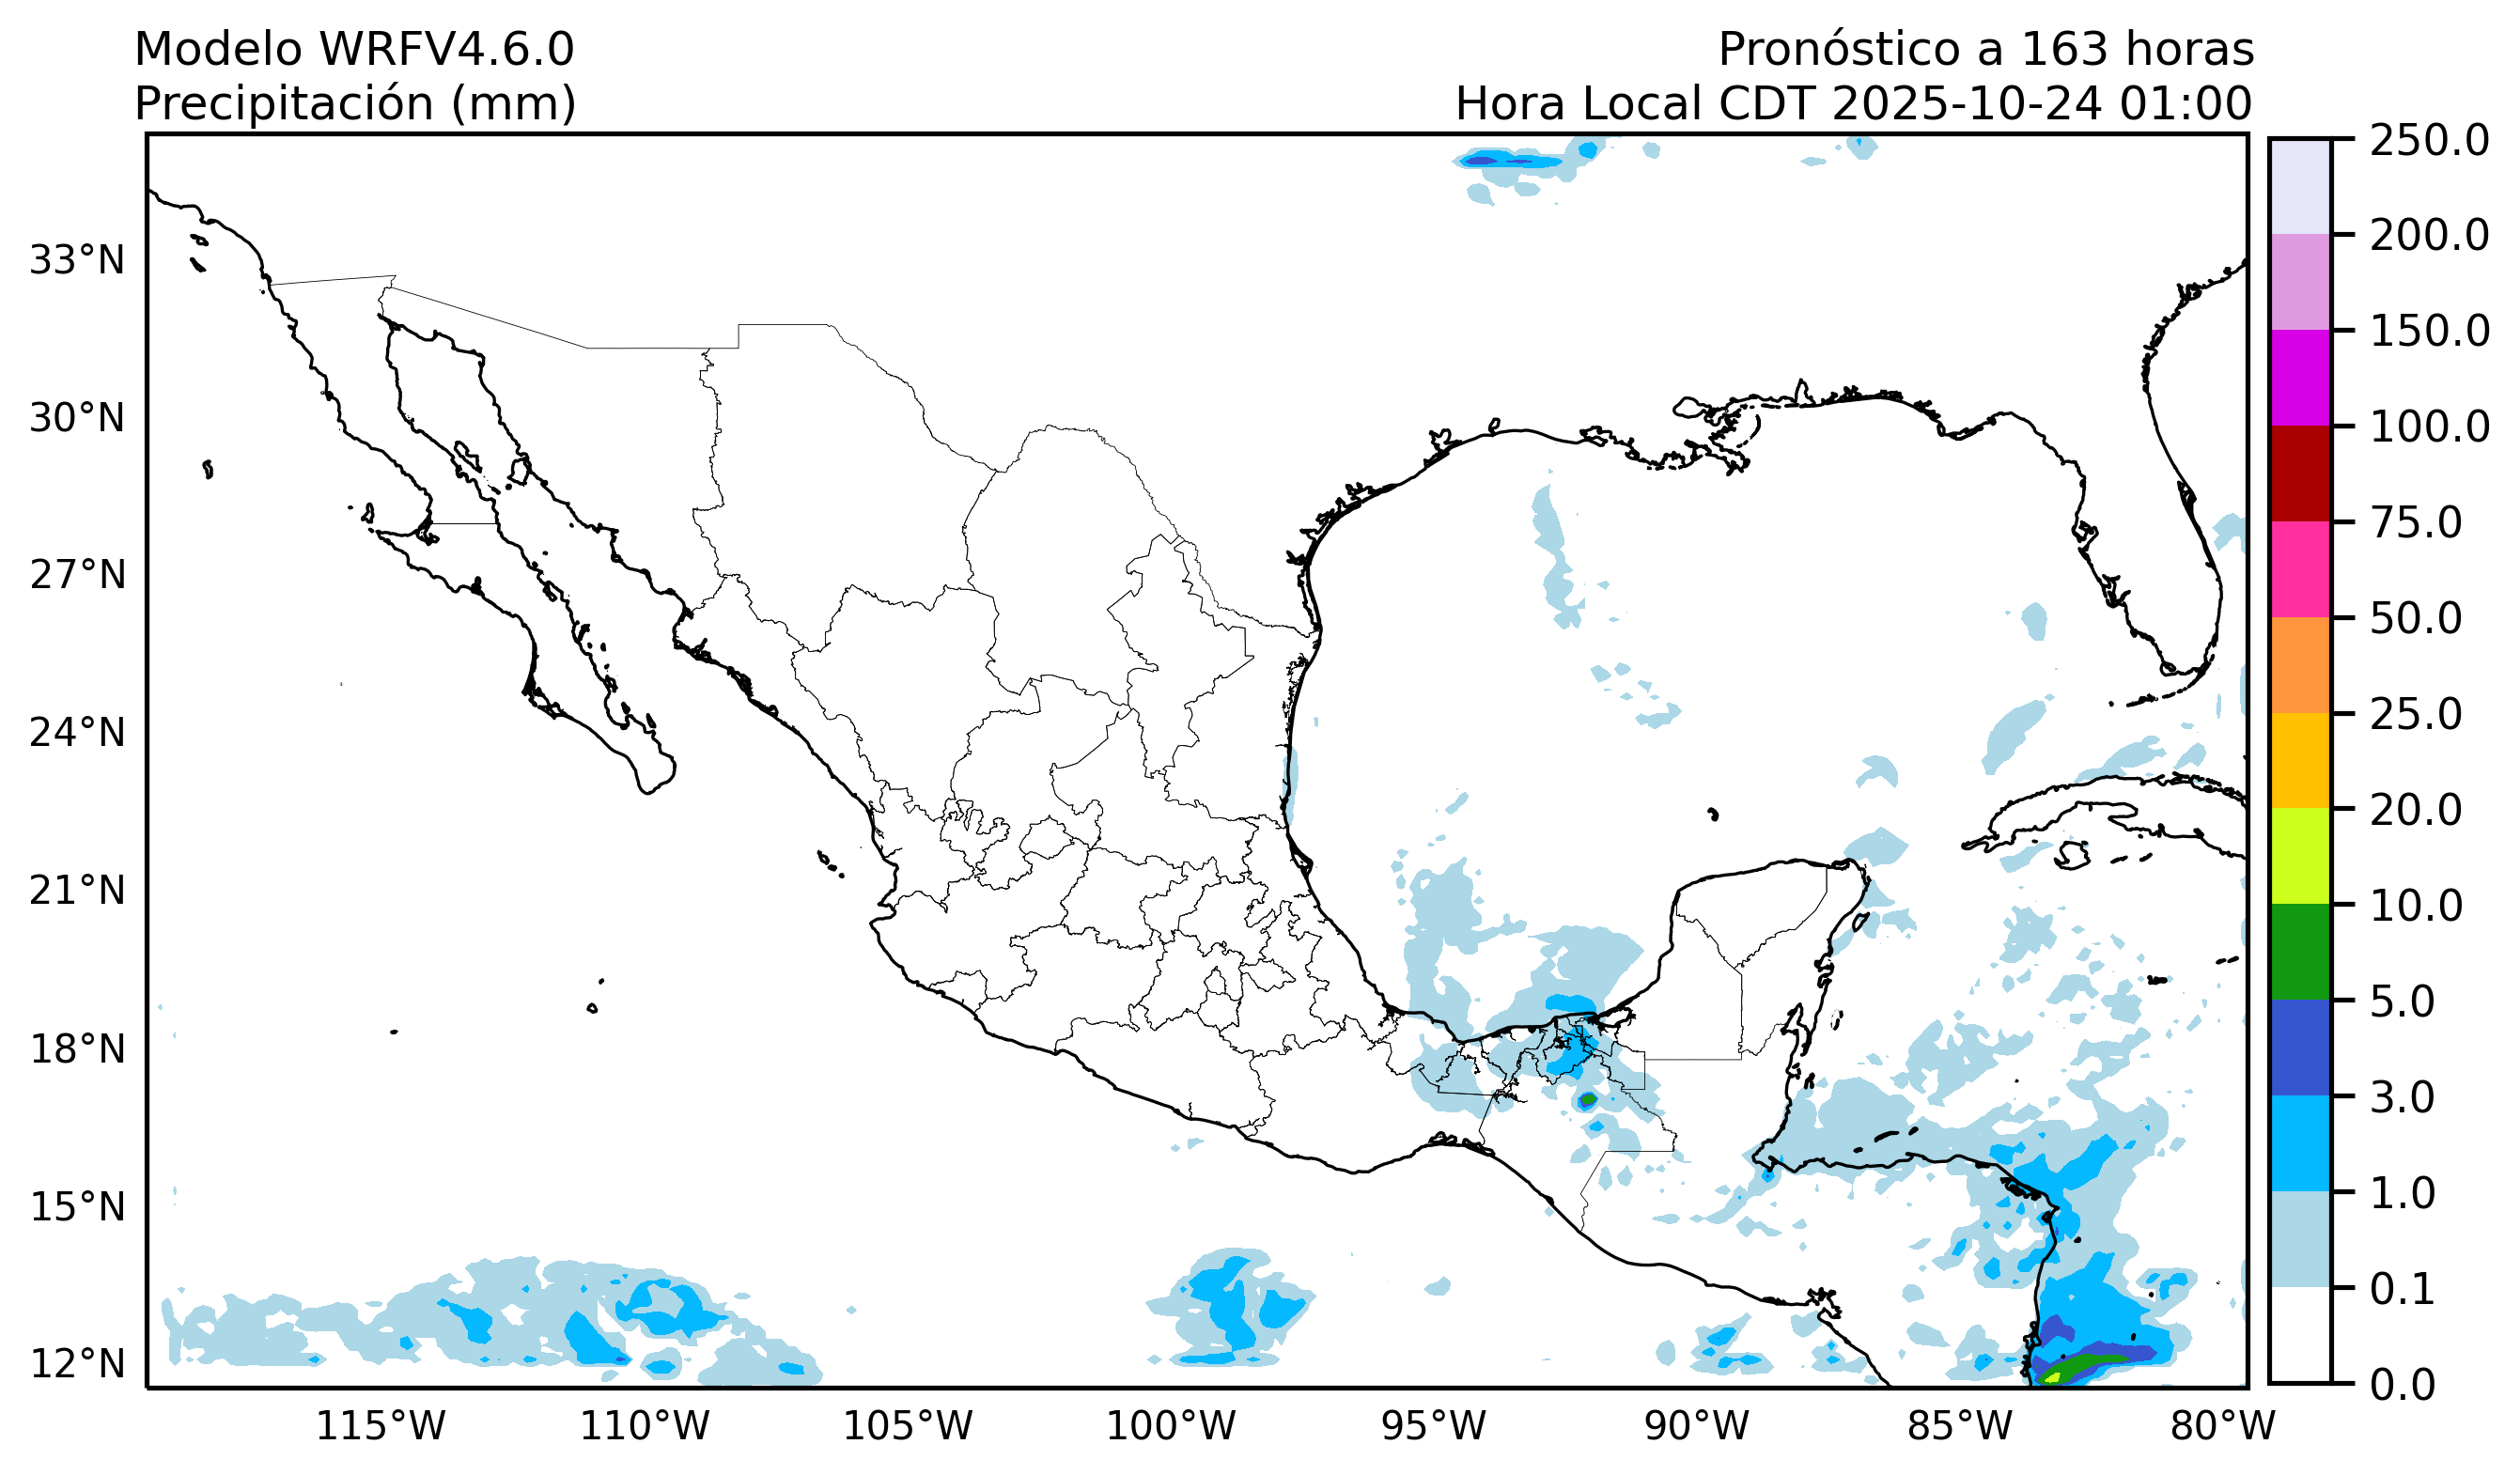 Modelo WRFV4.6.0
Precipitación (mm)
Pronóstico a 163 horas
Hora Local CDT 2025-10-24 01:00
33°N
30°N
27°N
24°N
21°N
18°N
15°N
12°N
115°W
110°W
105°W
100°W
95°W
90°W
85°W
80°W
250.0
200.0
150.0
100.0
75.0
50.0
25.0
20.0
10.0
5.0
3.0
1.0
0.1
0.0